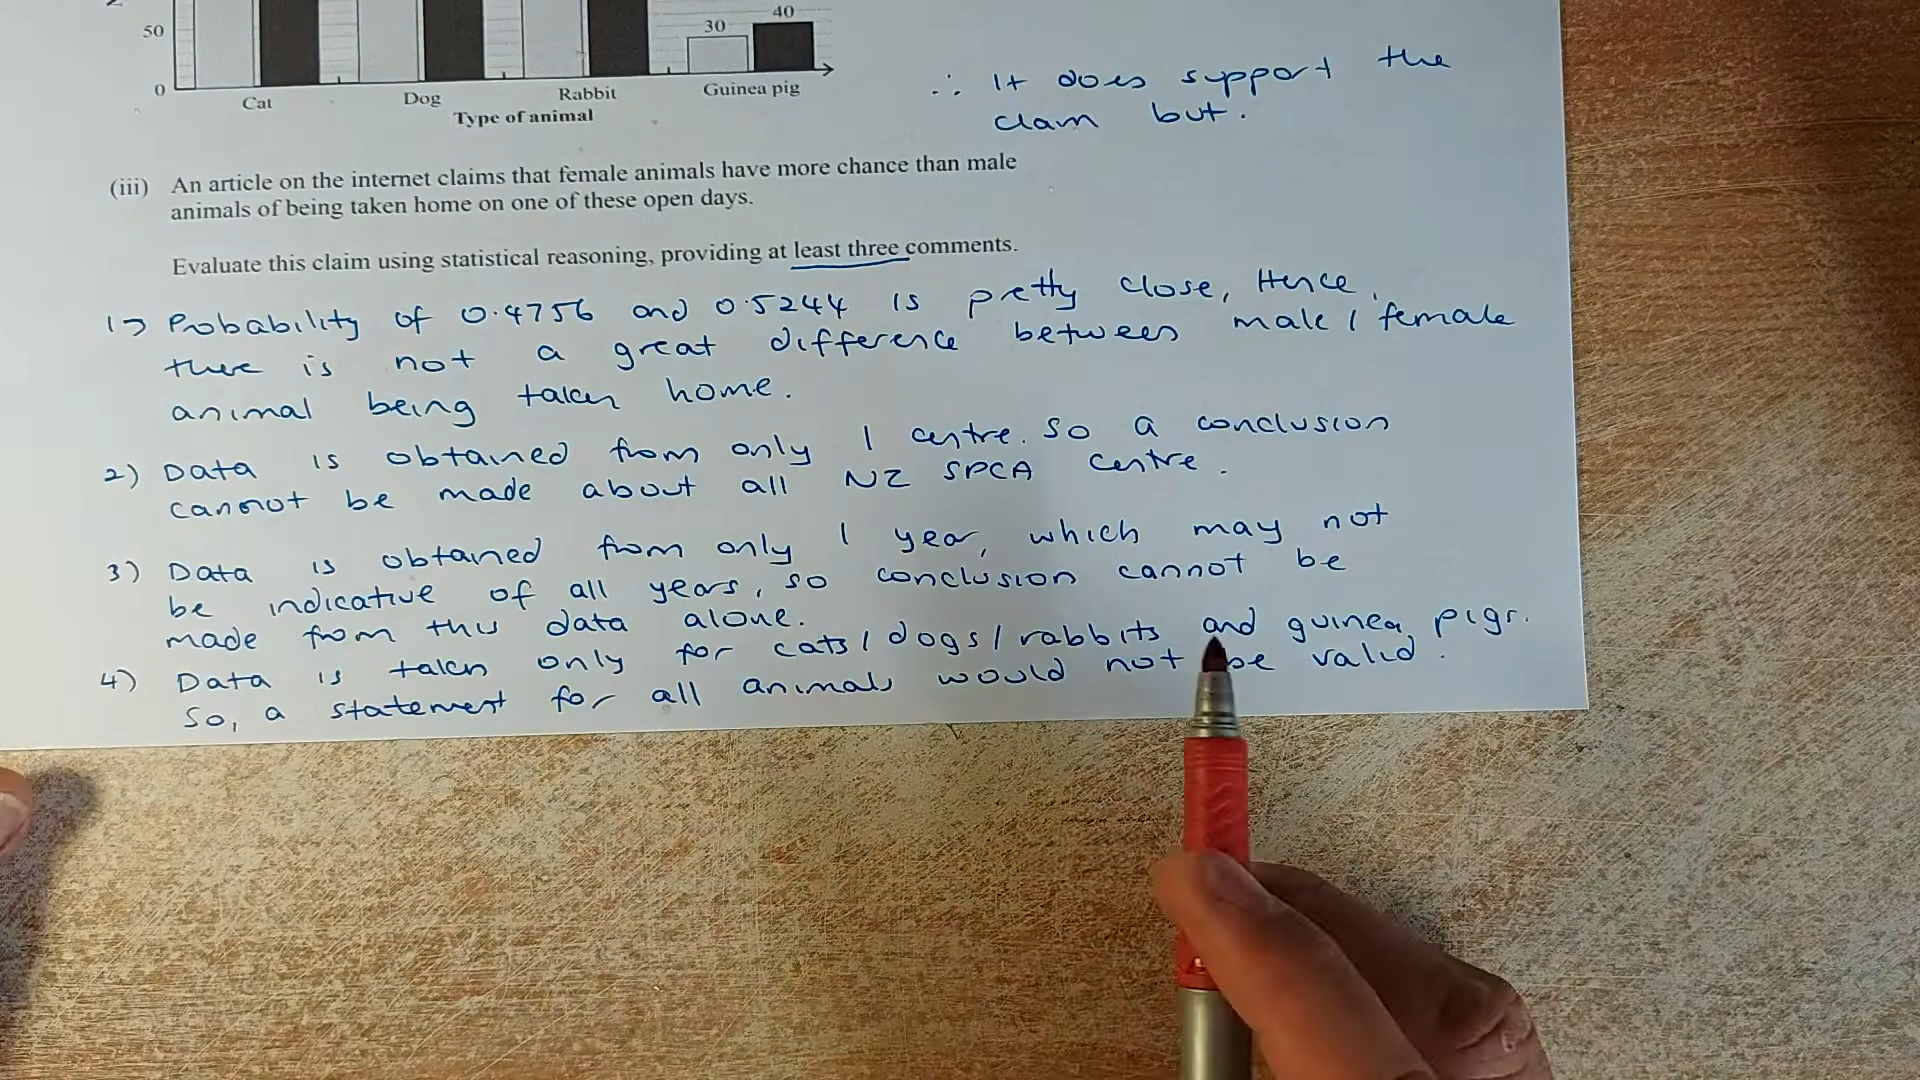 50
30
40
0
Cat
Dog
Rabbit
Guinea pig
Type of animal
∴ It does support the
claim but.
(iii) An article on the internet claims that female animals have more chance than male
animals of being taken home on one of these open days.
Evaluate this claim using statistical reasoning, providing at least three comments.
1) Probability of 0.4756 and 0.5244 is pretty close, Hence,
there is not a great difference between male / female
animal being taken home.
2) Data is obtained from only 1 centre. So a conclusion
cannot be made about all NZ SPCA centre.
3) Data is obtained from only 1 year, which may not
be indicative of all years, so conclusion cannot be
made from this data alone.
4) Data is taken only for cats / dogs / rabbits and guinea pigs.
So, a statement for all animals would not be valid.